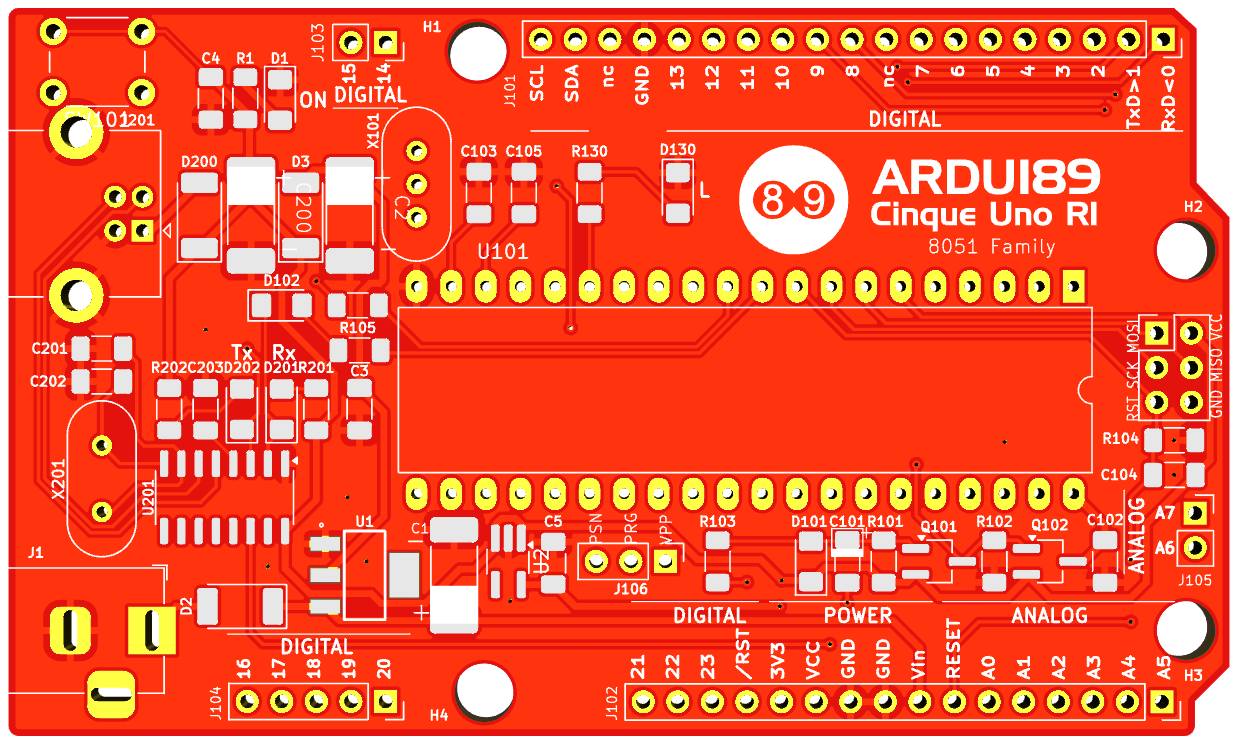 H1
J103
15
14
DIGITAL
C4
R1
D1
ON
J101
SCL
SDA
nc
GND
13
12
11
10
9
8
nc
7
6
5
4
3
2
TxD>1
RxD<0
DIGITAL
X101
D200
D3
C200
C2
C103
C105
R130
D130
L
89
ARDUI89
Cinque Uno RI
8051 Family
H2
U101
D102
R105
C201
C202
Tx
Rx
R202
C203
D202
D201
R201
C3
MOSI
VCC
SCK
MISO
RST
GND
R104
C104
X201
U201
U1
C1
U2
C5
PSN
PRG
VPP
J106
R103
D101
C101
R101
Q101
R102
Q102
C102
ANALOG
A7
A6
J105
J1
D2
DIGITAL
16
17
18
19
20
J104
H4
DIGITAL
POWER
ANALOG
J102
21
22
23
/RST
3V3
VCC
GND
GND
Vin
RESET
A0
A1
A2
A3
A4
A5
H3